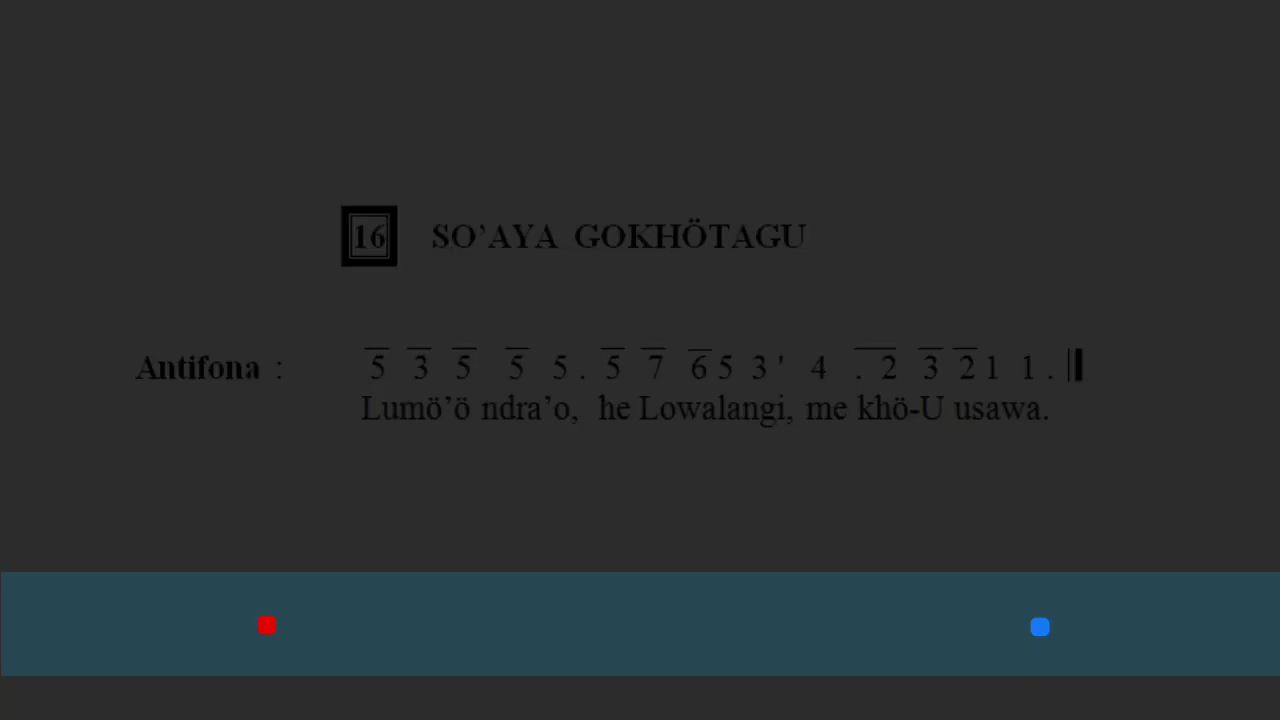 16 SO’AYA GOKHÖTAGU
Antifona : 5 3 5 5 5 . 5 7 6 5 3 ' 4 . 2 3 2 1 1 .
Lumö’ö ndra’o, he Lowalangi, me khö-U usawa.